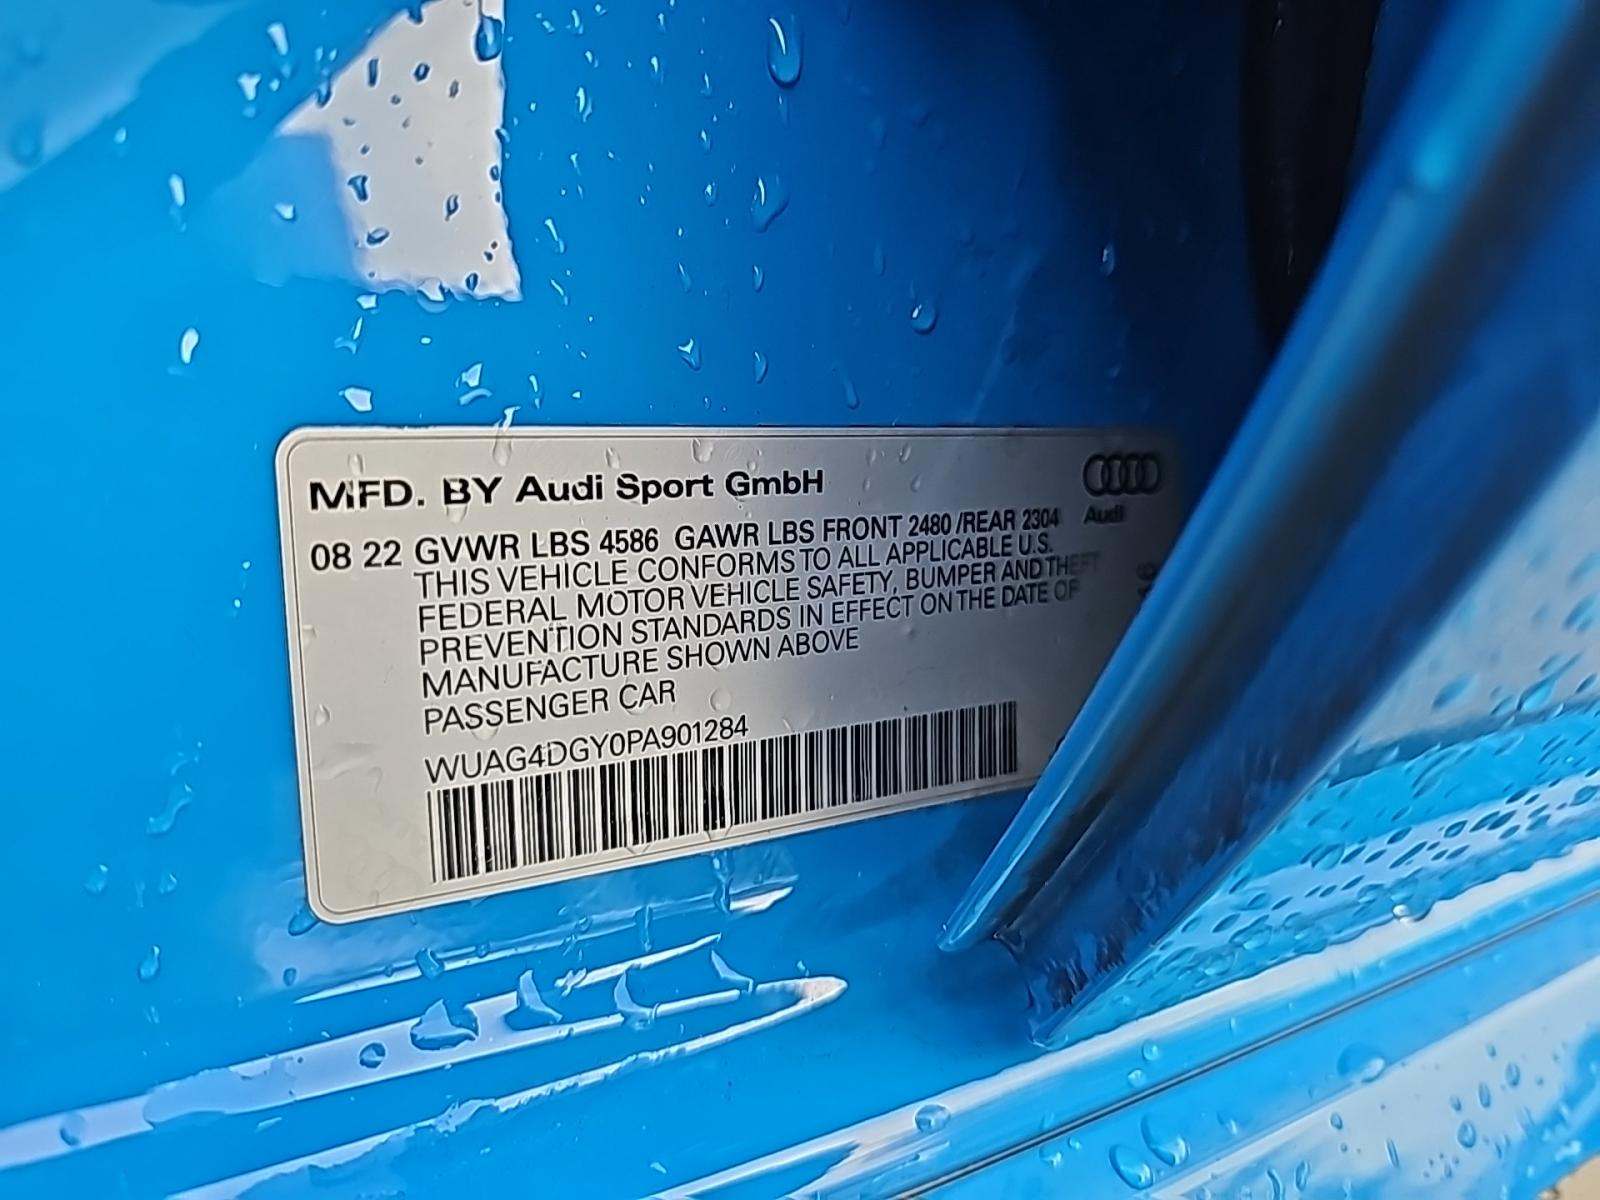 MFD. BY Audi Sport GmbH
Audi
08 22 GVWR LBS 4586 GAWR LBS FRONT 2480 /REAR 2304
THIS VEHICLE CONFORMS TO ALL APPLICABLE U.S.
FEDERAL MOTOR VEHICLE SAFETY, BUMPER AND THEFT
PREVENTION STANDARDS IN EFFECT ON THE DATE OF
MANUFACTURE SHOWN ABOVE
PASSENGER CAR
WUAG4DGY0PA901284